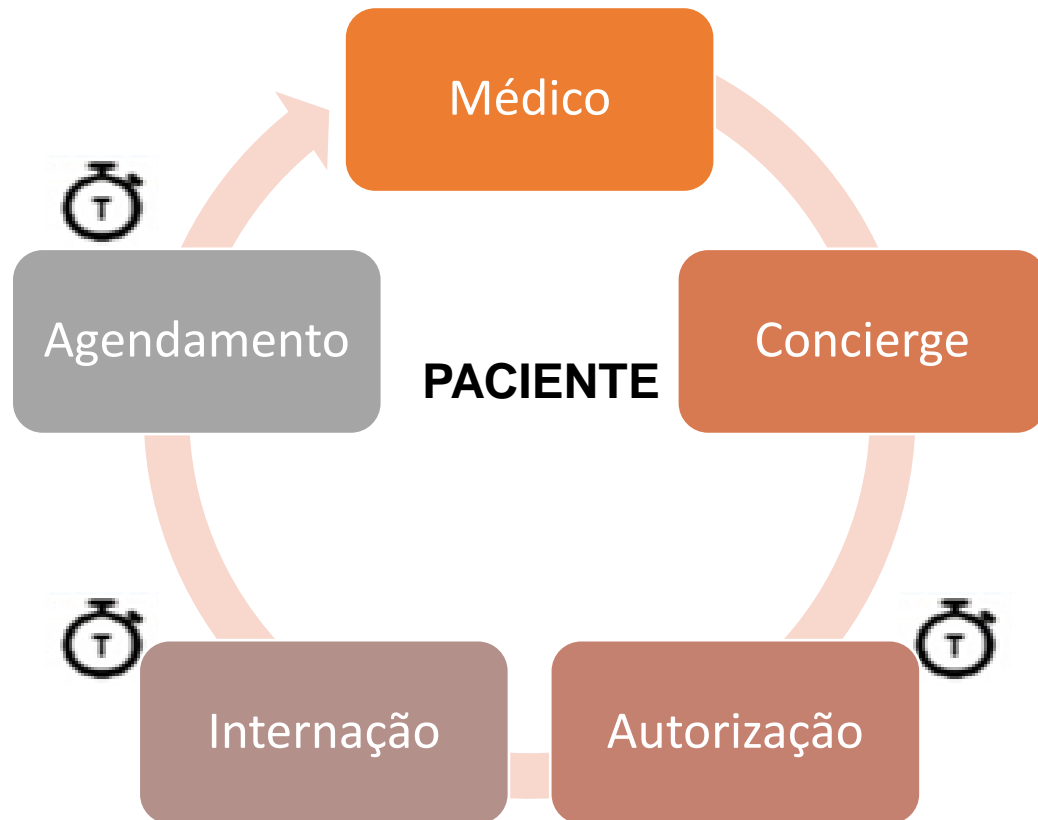 Médico
T
Agendamento
PACIENTE
Concierge
T
T
Internação
Autorização